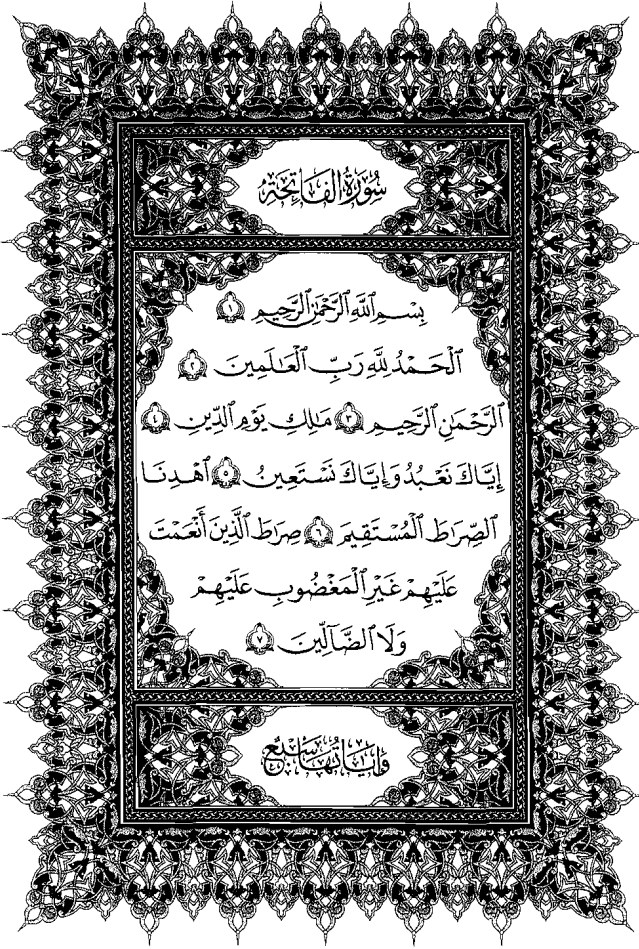 سُورَةُ الفَاتِحَةِ
بِسْمِ ٱللَّهِ ٱلرَّحْمَٰنِ ٱلرَّحِيمِ ١
ٱلْحَمْدُ لِلَّهِ رَبِّ ٱلْعَٰلَمِينَ ٢
ٱلرَّحْمَٰنِ ٱلرَّحِيمِ ٣ مَٰلِكِ يَوْمِ ٱلدِّينِ ٤
إِيَّاكَ نَعْبُدُ وَإِيَّاكَ نَسْتَعِينُ ٥ ٱهْدِنَا
ٱلصِّرَٰطَ ٱلْمُسْتَقِيمَ ٦ صِرَٰطَ ٱلَّذِينَ أَنْعَمْتَ
عَلَيْهِمْ غَيْرِ ٱلْمَغْضُوبِ عَلَيْهِمْ
وَلَا ٱلضَّآلِّينَ ٧
وَآيَاتُهَا سَبْعٌ